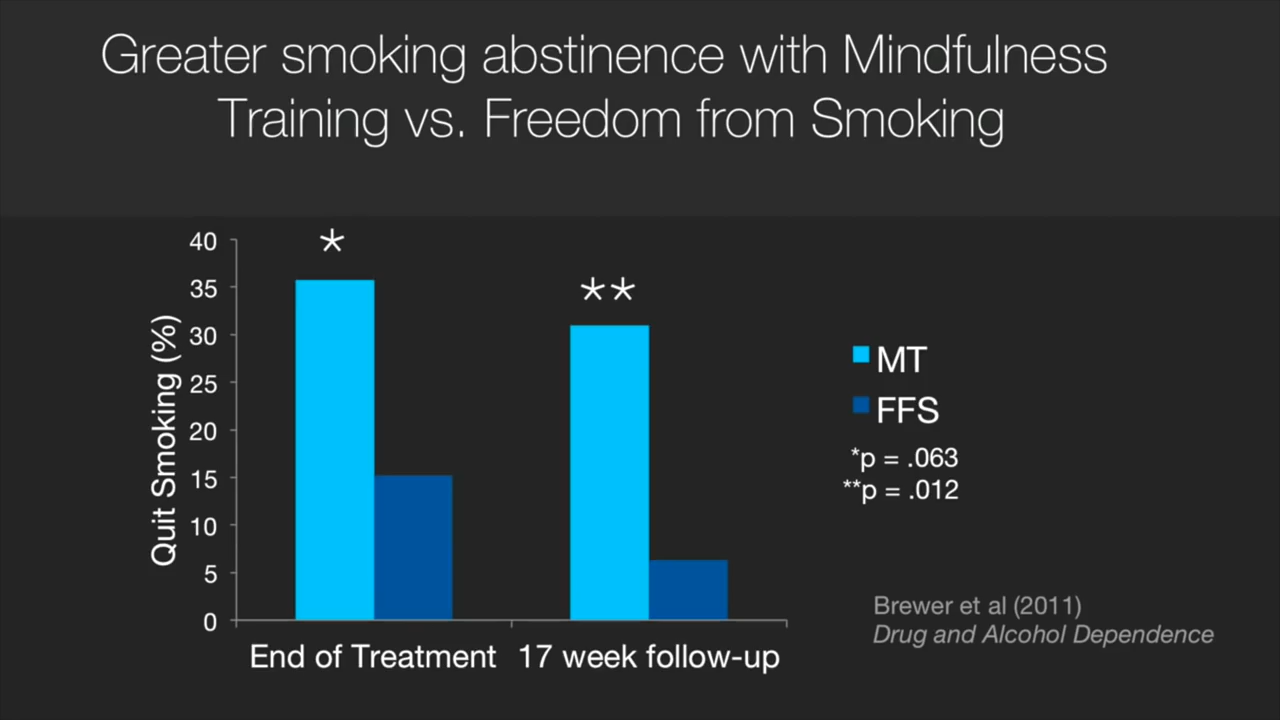 Greater smoking abstinence with Mindfulness
Training vs. Freedom from Smoking
Quit Smoking (%)
40
35
30
25
20
15
10
5
0
*
**
End of Treatment
17 week follow-up
MT
FFS
*p = .063
**p = .012
Brewer et al (2011)
Drug and Alcohol Dependence